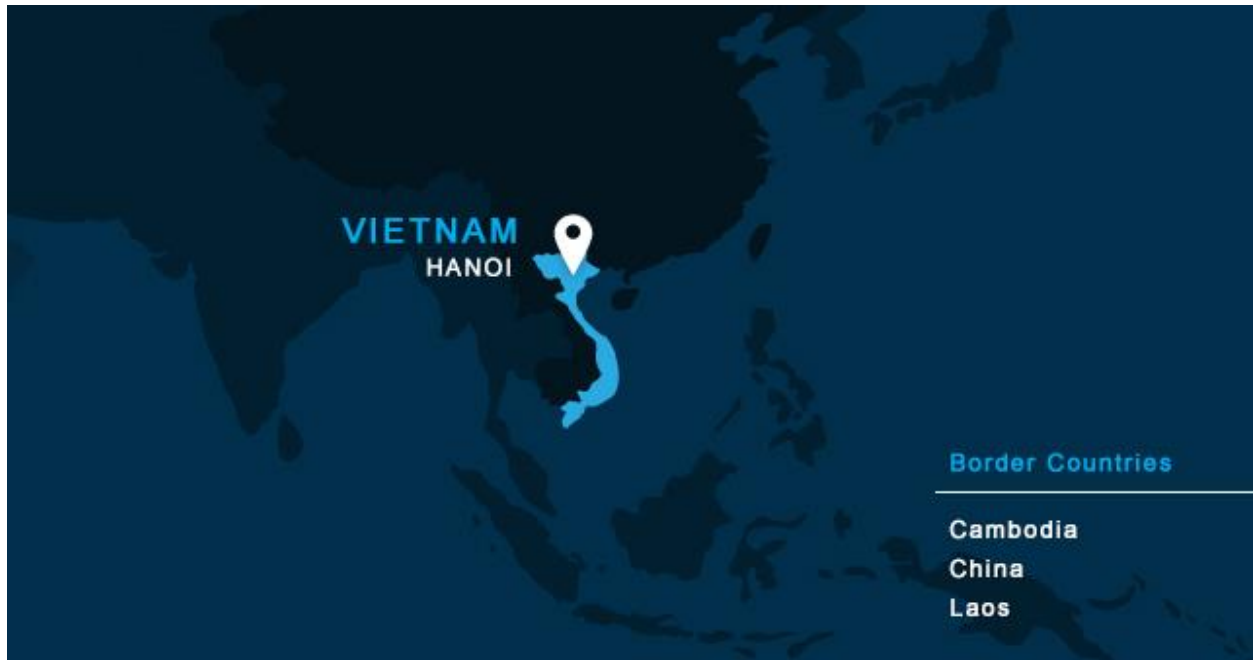 VIETNAM
HANOI
Border Countries
Cambodia
China
Laos